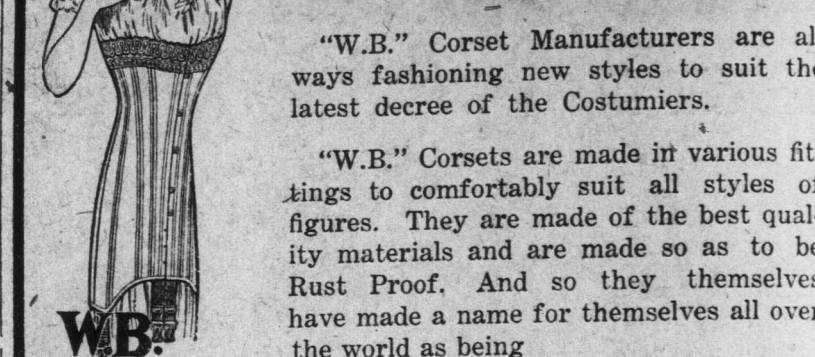 “W.B.” Corset Manufacturers are al
ways fashioning new styles to suit the
latest decree of the Costumiers.
“W.B.” Corsets are made in various fit
tings to comfortably suit all styles of
figures. They are made of the best qual-
ity materials and are made so as to be
Rust Proof. And so they themselves
have made a name for themselves all over
the world as being
W.B.